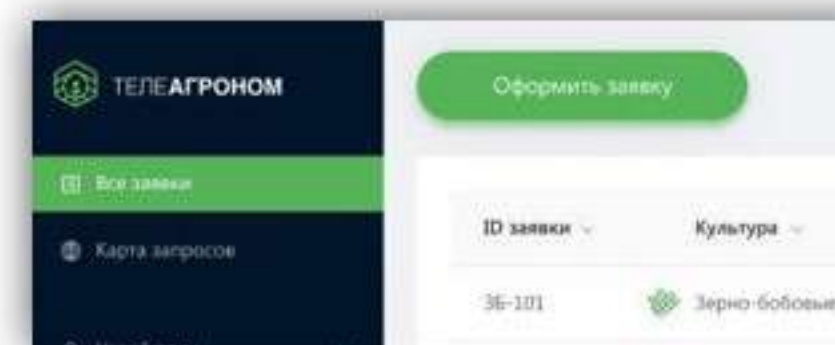 ТЕЛЕАГРОНОМ
Оформить заявку
Все заявки
Карта запросов
ID заявки
Культура
ЗБ-101
Зерно-бобовые